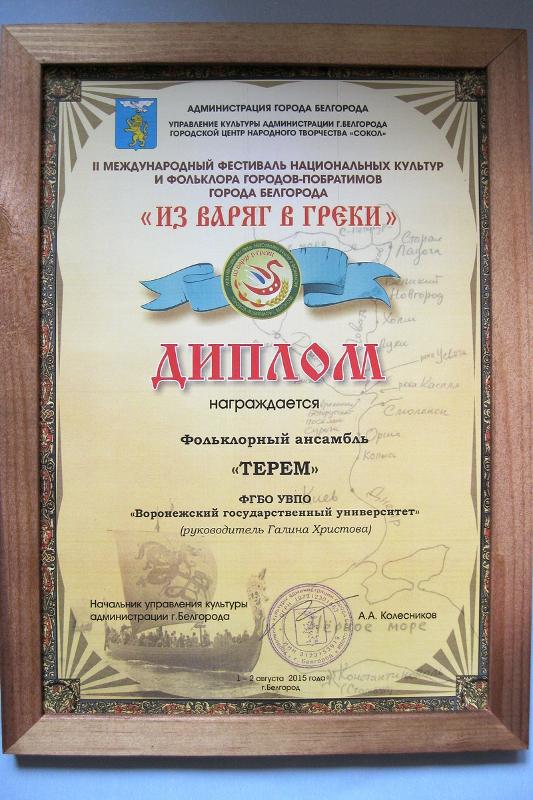 АДМИНИСТРАЦИЯ ГОРОДА БЕЛГОРОДА
УПРАВЛЕНИЕ КУЛЬТУРЫ АДМИНИСТРАЦИИ Г.БЕЛГОРОДА
ГОРОДСКОЙ ЦЕНТР НАРОДНОГО ТВОРЧЕСТВА «СОКОЛ»
II МЕЖДУНАРОДНЫЙ ФЕСТИВАЛЬ НАЦИОНАЛЬНЫХ КУЛЬТУР
И ФОЛЬКЛОРА ГОРОДОВ-ПОБРАТИМОВ
ГОРОДА БЕЛГОРОДА
«ИЗ ВАРЯГ В ГРЕКИ»
Старая
Ладога
Великий
Новгород
Холм
Ловать
Луки
река Усвяча
река Каспля
Смоленск
Орша
Копысь
Киев
ДИПЛОМ
награждается
Фольклорный ансамбль
«ТЕРЕМ»
ФГБО УВПО
«Воронежский государственный университет»
(руководитель Галина Христова)
Начальник управления культуры
администрации г.Белгорода
А.А. Колесников
Чёрное море
1 - 2 августа 2015 года
г.Белгород